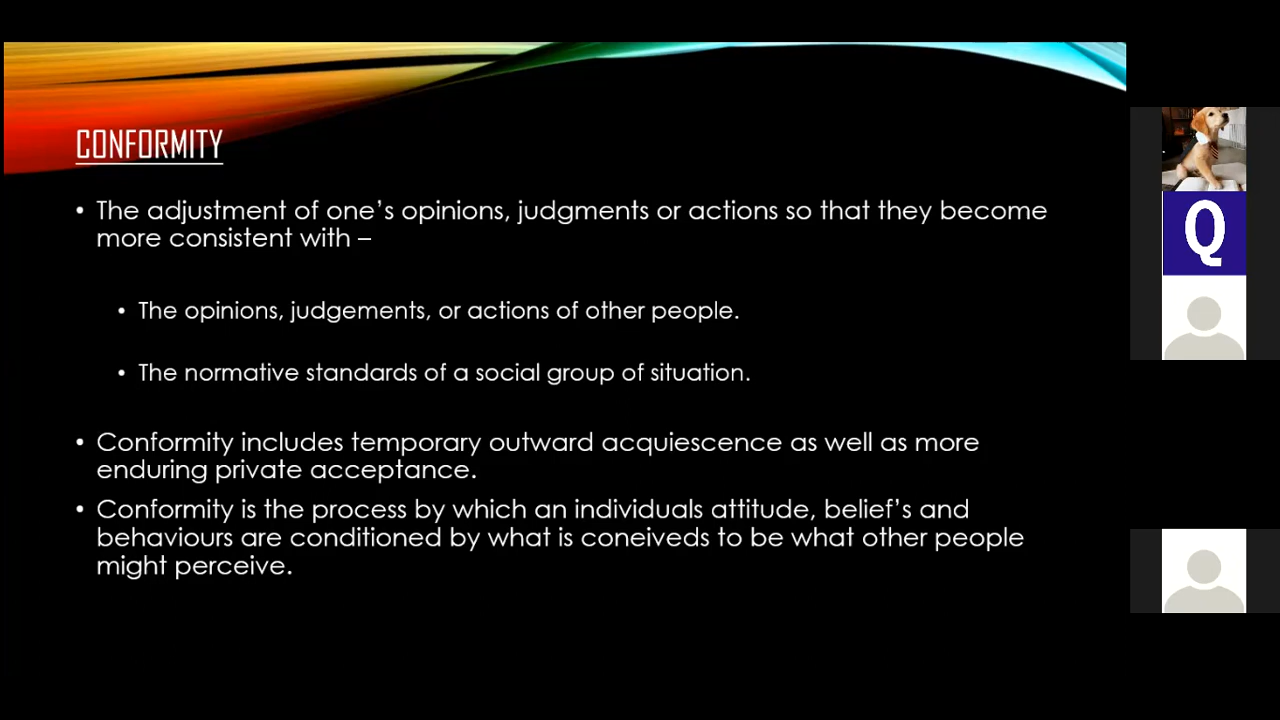 CONFORMITY
• The adjustment of one’s opinions, judgments or actions so that they become
more consistent with –
• The opinions, judgements, or actions of other people.
• The normative standards of a social group of situation.
• Conformity includes temporary outward acquiescence as well as more
enduring private acceptance.
• Conformity is the process by which an individuals attitude, belief’s and
behaviours are conditioned by what is coneiveds to be what other people
might perceive.
Q